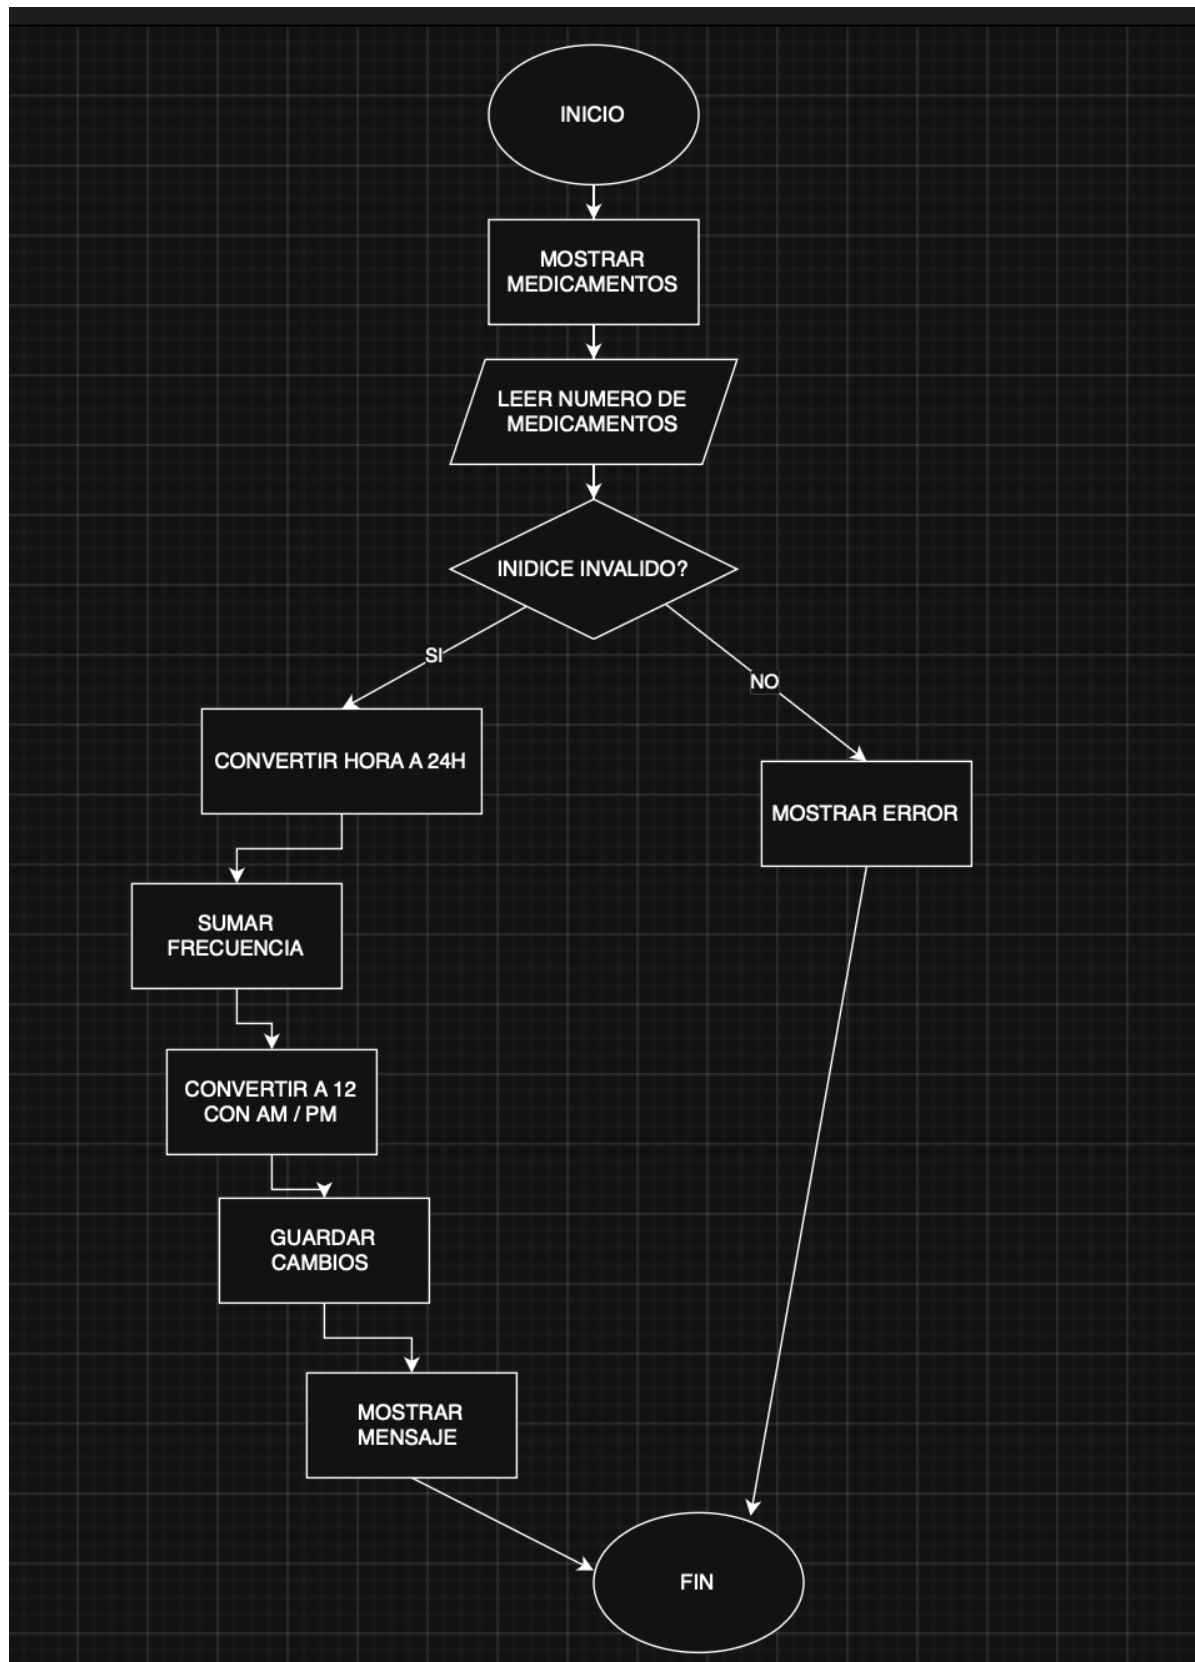 INICIO
MOSTRAR
MEDICAMENTOS
LEER NUMERO DE
MEDICAMENTOS
INIDICE INVALIDO?
SI
NO
CONVERTIR HORA A 24H
MOSTRAR ERROR
SUMAR
FRECUENCIA
CONVERTIR A 12
CON AM / PM
GUARDAR
CAMBIOS
MOSTRAR
MENSAJE
FIN